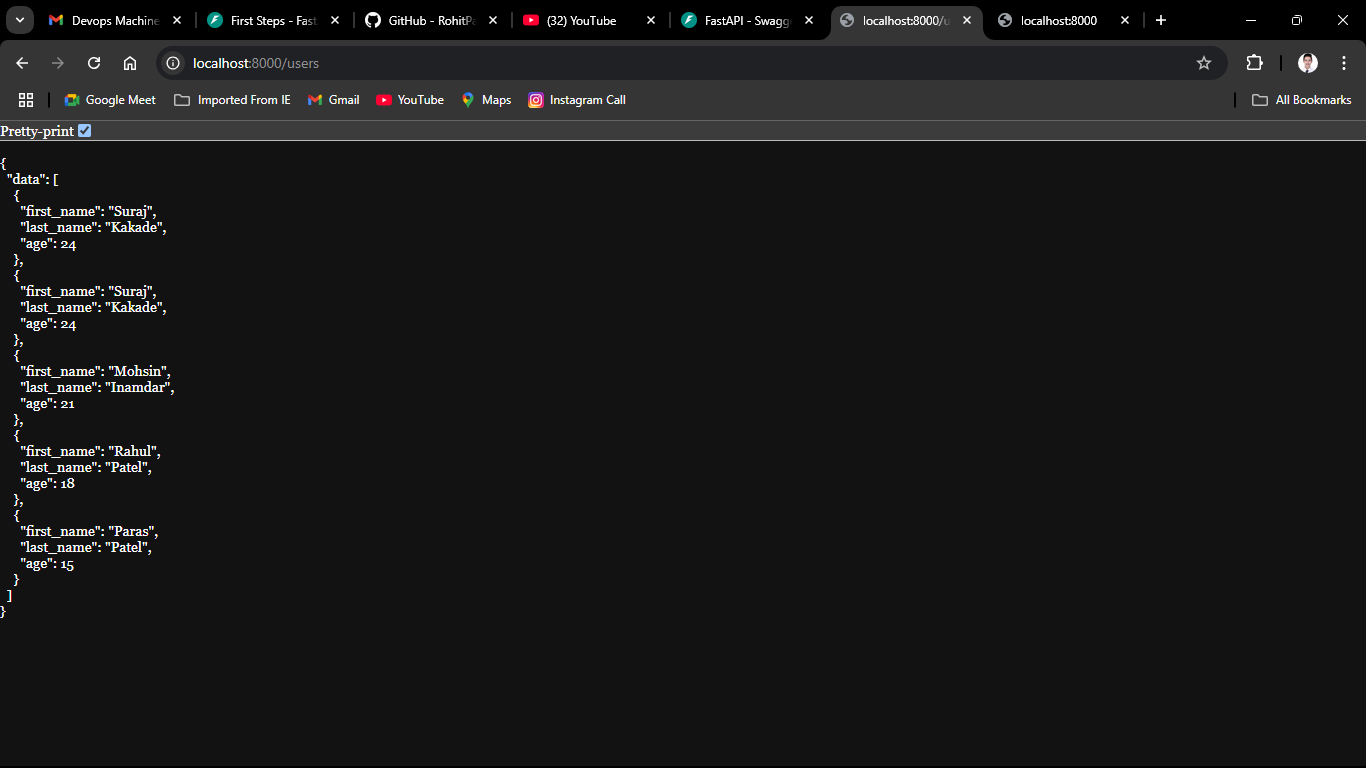 Devops Machine
First Steps - Fast
GitHub - RohitPa
(32) YouTube
FastAPI - Swagg
localhost:8000/u
localhost:8000
localhost:8000/users
Google Meet
Imported From IE
Gmail
YouTube
Maps
Instagram Call
All Bookmarks
Pretty-print
{
"data": [
{
"first_name": "Suraj",
"last_name": "Kakade",
"age": 24
},
{
"first_name": "Suraj",
"last_name": "Kakade",
"age": 24
},
{
"first_name": "Mohsin",
"last_name": "Inamdar",
"age": 21
},
{
"first_name": "Rahul",
"last_name": "Patel",
"age": 18
},
{
"first_name": "Paras",
"last_name": "Patel",
"age": 15
}
]
}